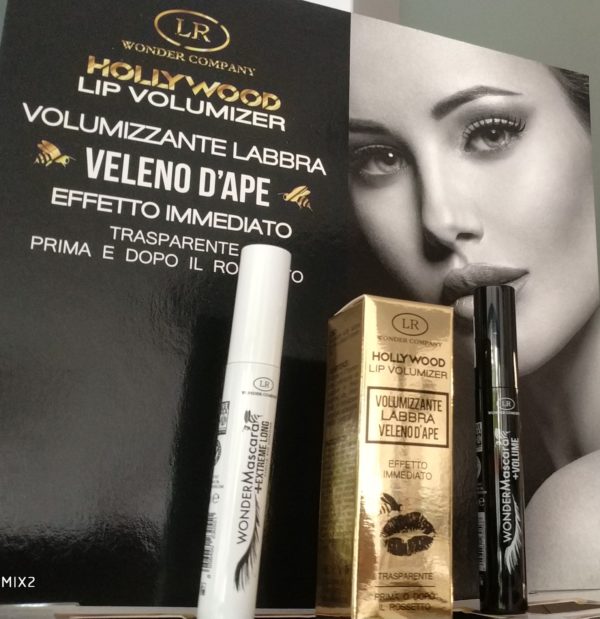 LR
WONDER COMPANY
HOLLYWOOD
LIP VOLUMIZER
VOLUMIZZANTE LABBRA
VELENO D'APE
EFFETTO IMMEDIATO
TRASPARENTE
PRIMA E DOPO IL ROSSETTO
LR
WONDER COMPANY
WONDERMascara
+EXTREME LONG
LR
WONDER COMPANY
HOLLYWOOD
LIP VOLUMIZER
VOLUMIZZANTE
LABBRA
VELENO D'APE
EFFETTO
IMMEDIATO
TRASPARENTE
PRIMA O DOPO
IL ROSSETTO
LR
WONDER COMPANY
WONDERMascara
+VOLUME
MIX2